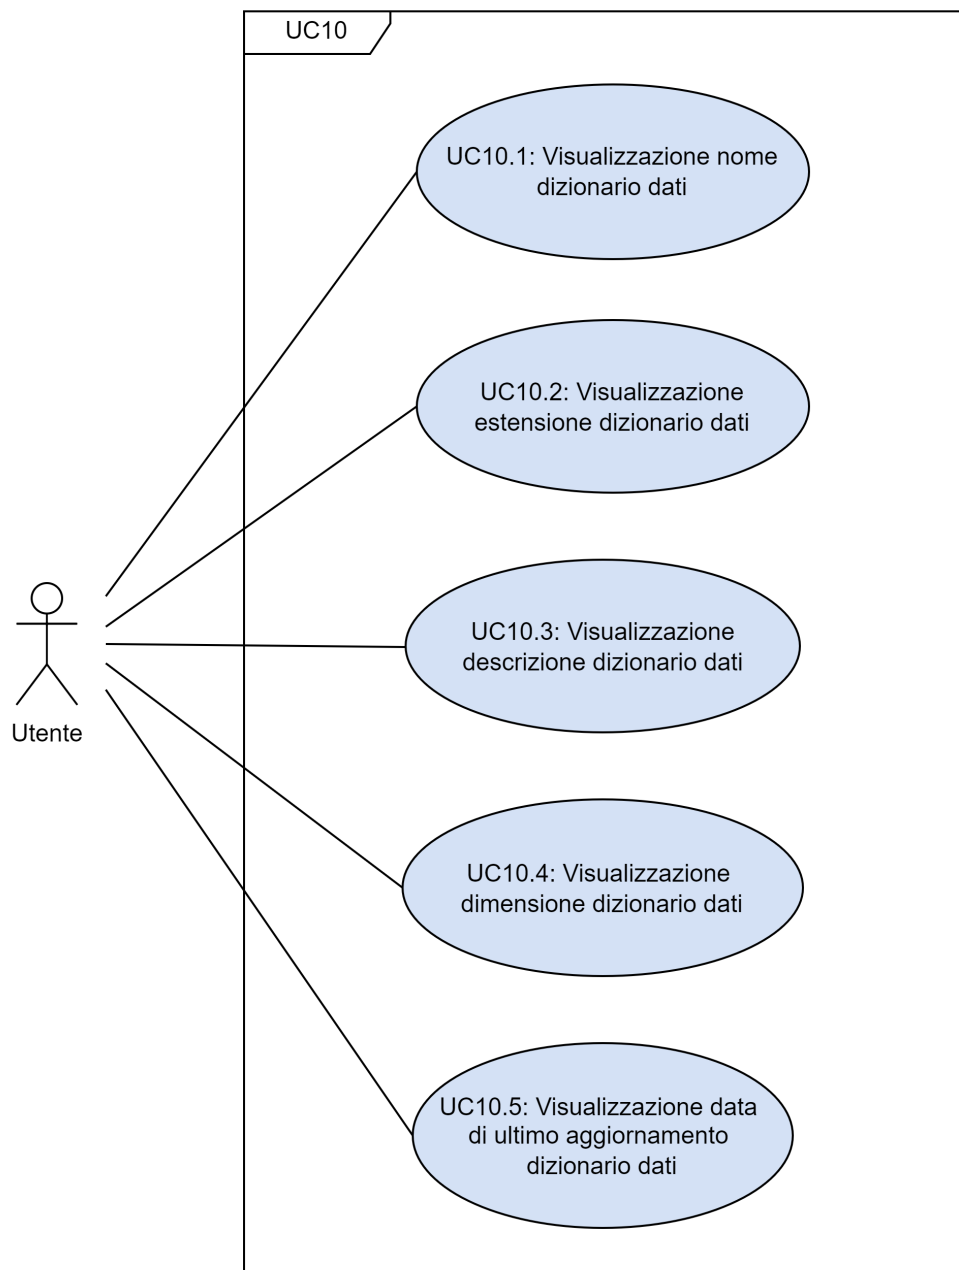 UC10
UC10.1: Visualizzazione nome
dizionario dati
UC10.2: Visualizzazione
estensione dizionario dati
UC10.3: Visualizzazione
descrizione dizionario dati
Utente
UC10.4: Visualizzazione
dimensione dizionario dati
UC10.5: Visualizzazione data
di ultimo aggiornamento
dizionario dati